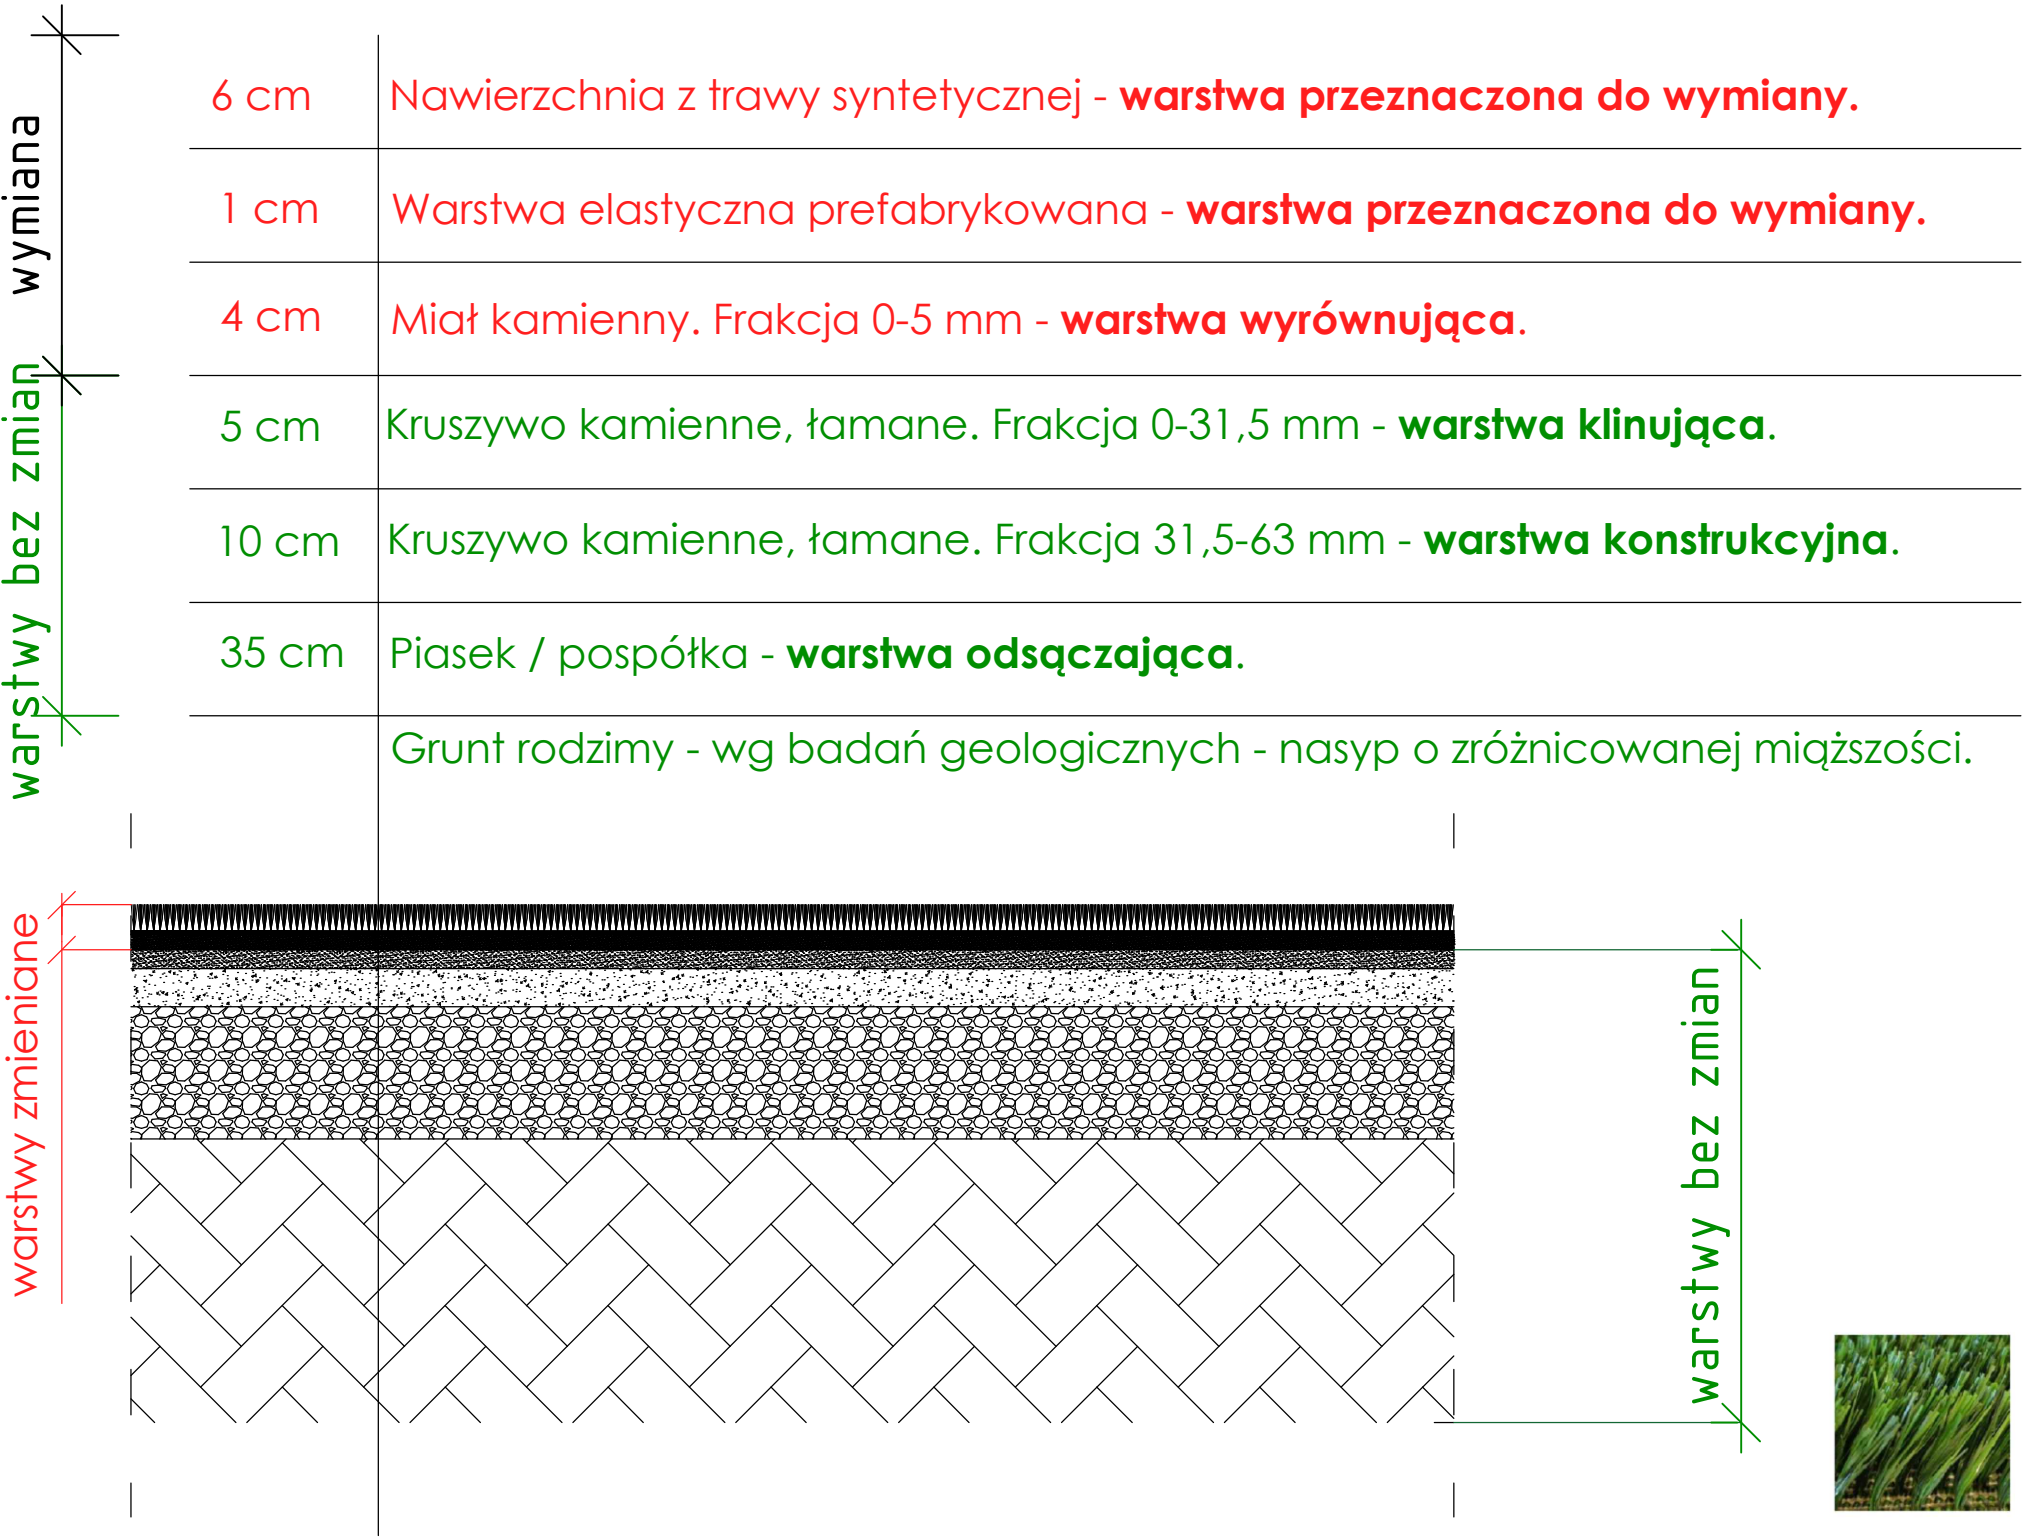 wymiana
6 cm Nawierzchnia z trawy syntetycznej - warstwa przeznaczona do wymiany.
1 cm Warstwa elastyczna prefabrykowana - warstwa przeznaczona do wymiany.
4 cm Miał kamienny. Frakcja 0-5 mm - warstwa wyrównująca.
warstwy bez zmian
5 cm Kruszywo kamienne, łamane. Frakcja 0-31,5 mm - warstwa klinująca.
10 cm Kruszywo kamienne, łamane. Frakcja 31,5-63 mm - warstwa konstrukcyjna.
35 cm Piasek / pospółka - warstwa odsączająca.
Grunt rodzimy - wg badań geologicznych - nasyp o zróżnicowanej miąższości.
warstwy zmieniane
warstwy bez zmian